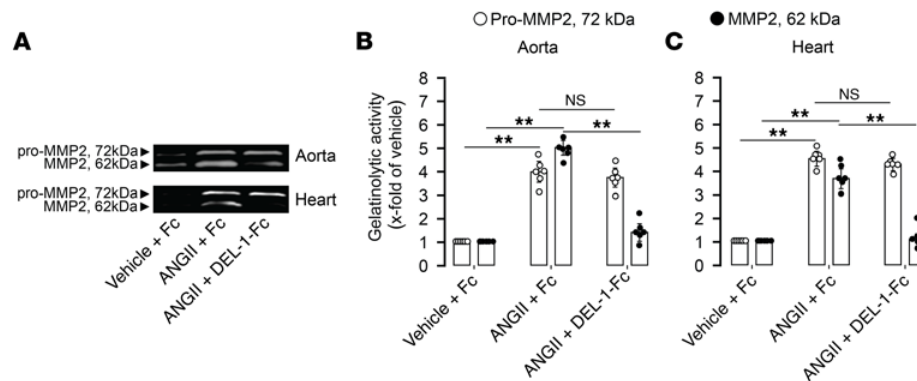 Pro-MMP2, 72 kDa
MMP2, 62 kDa
A
pro-MMP2, 72kDa
MMP2, 62kDa
Aorta
pro-MMP2, 72kDa
MMP2, 62kDa
Heart
Vehicle + Fc
ANGII + Fc
ANGII + DEL-1-Fc
B
Aorta
Gelatinolytic activity
(x-fold of vehicle)
8
7
6
5
4
3
2
1
0
NS
**
**
**
Vehicle + Fc
ANGII + Fc
ANGII + DEL-1-Fc
C
Heart
8
7
6
5
4
3
2
1
0
NS
**
**
**
Vehicle + Fc
ANGII + Fc
ANGII + DEL-1-Fc